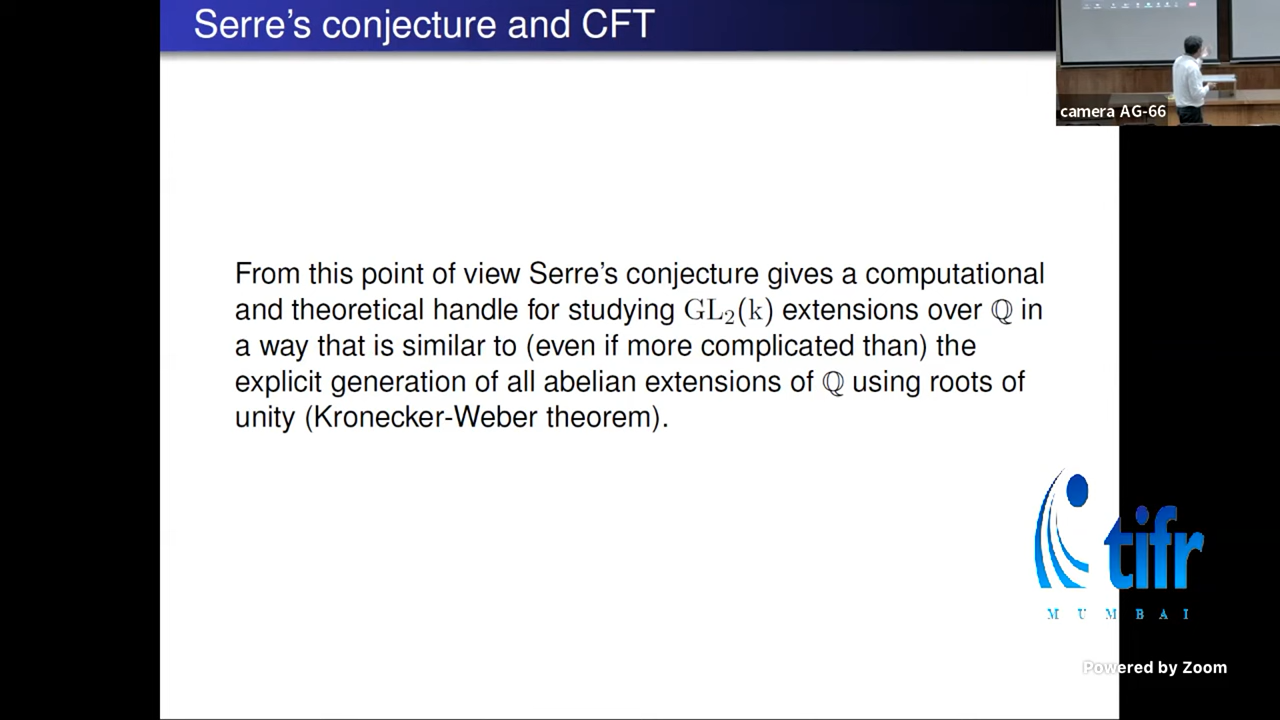 Serre's conjecture and CFT
camera AG-66
From this point of view Serre's conjecture gives a computational
and theoretical handle for studying GL₂(k) extensions over ℚ in
a way that is similar to (even if more complicated than) the
explicit generation of all abelian extensions of ℚ using roots of
unity (Kronecker-Weber theorem).
tifr
MUMBAI
Powered by Zoom